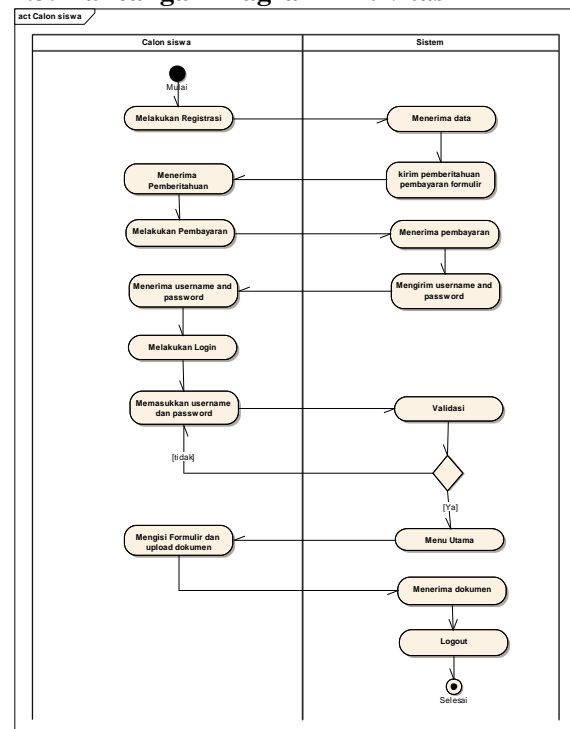 act Calon siswa
Calon siswa
Sistem
Mulai
Melakukan Registrasi
Menerima data
Menerima
Pemberitahuan
kirim pemberitahuan
pembayaran formulir
Melakukan Pembayaran
Menerima pembayaran
Menerima username and
password
Mengirim username and
password
Melakukan Login
Memasukkan username
dan password
Validasi
[tidak]
[Ya]
Mengisi Formulir dan
upload dokumen
Menu Utama
Menerima dokumen
Logout
Selesai